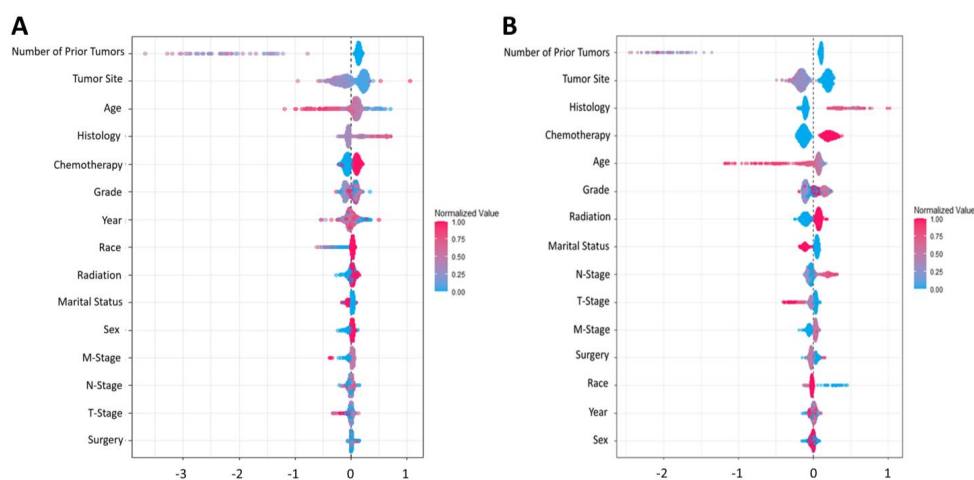 A
Number of Prior Tumors
Tumor Site
Age
Histology
Chemotherapy
Grade
Year
Race
Radiation
Marital Status
Sex
M-Stage
N-Stage
T-Stage
Surgery
-3 -2 -1 0 1
Normalized Value
1.00
0.75
0.50
0.25
0.00
B
Number of Prior Tumors
Tumor Site
Histology
Chemotherapy
Age
Grade
Radiation
Marital Status
N-Stage
T-Stage
M-Stage
Surgery
Race
Year
Sex
-2 -1 0 1
Normalized Value
1.00
0.75
0.50
0.25
0.00